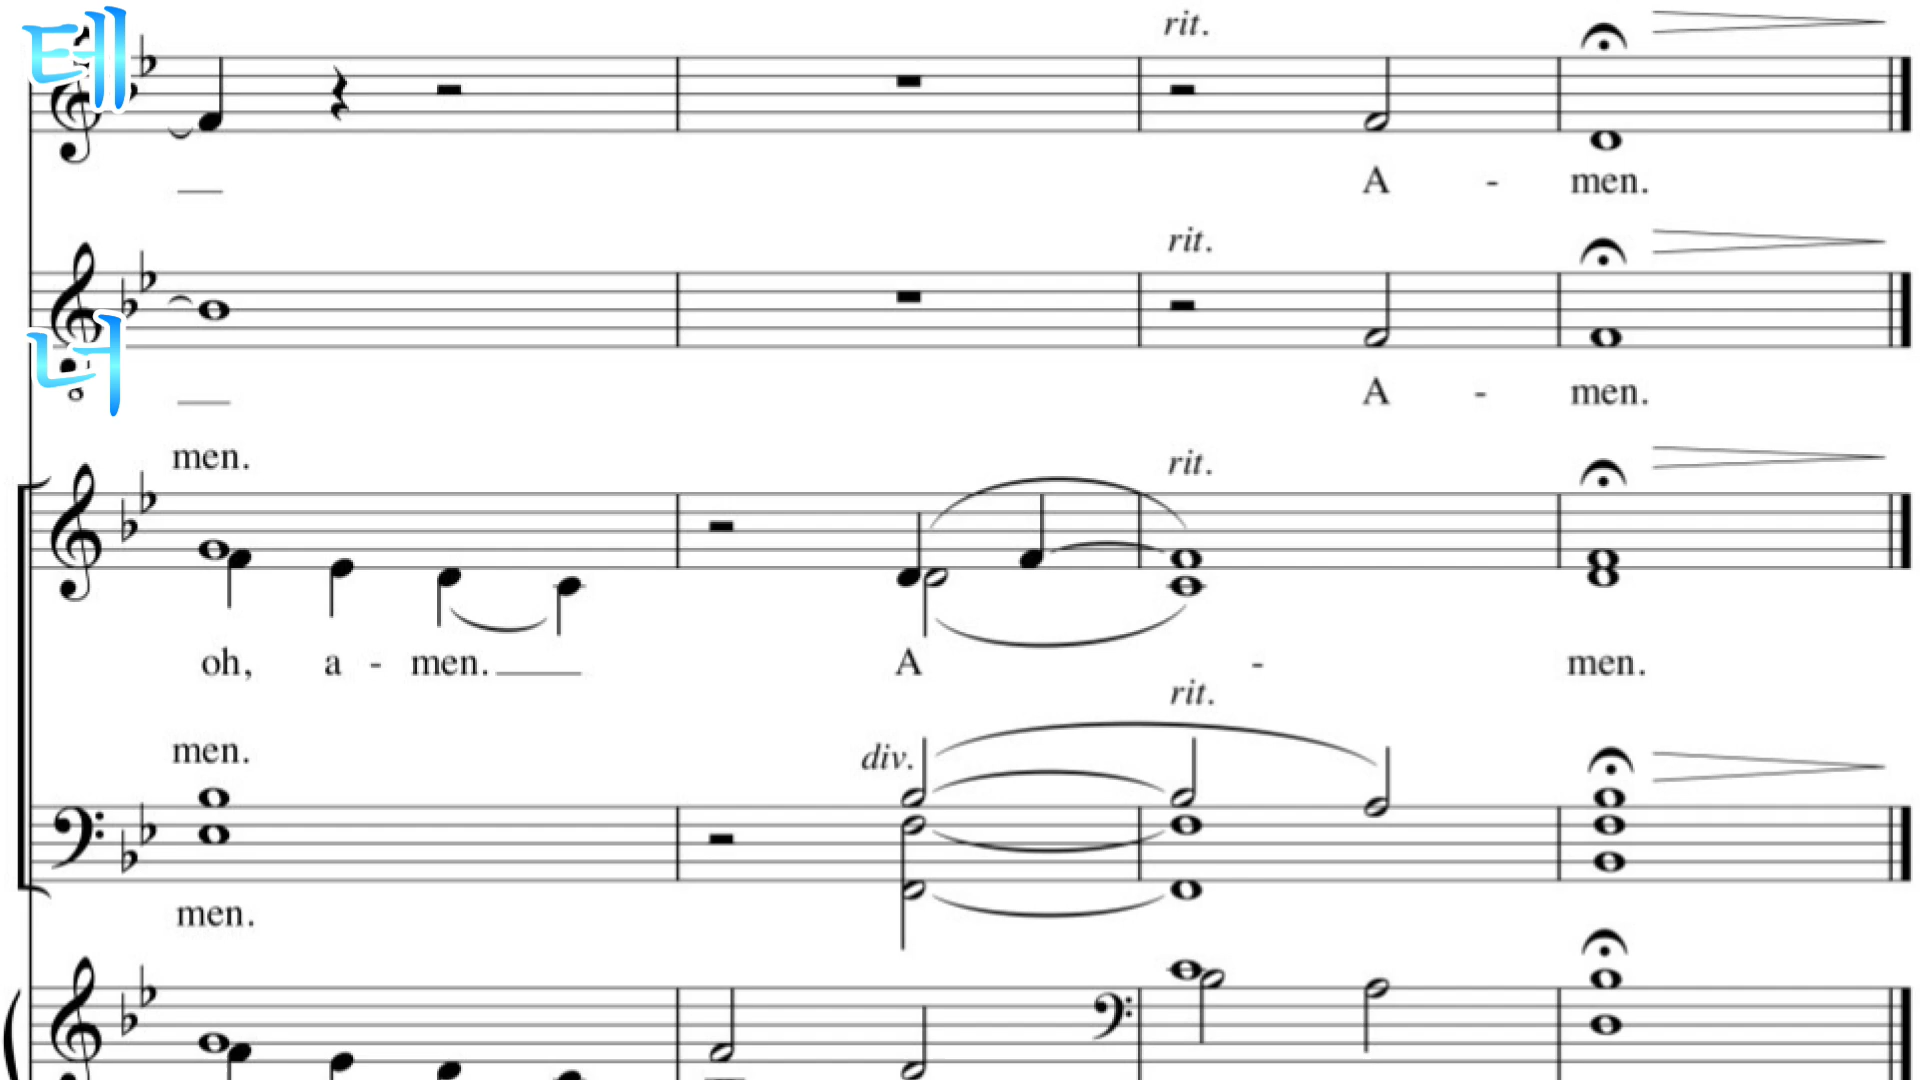 테
너
rit.
A - men.
rit.
A - men.
men.
rit.
oh, a - men. A - men.
rit.
men.
div.
men.